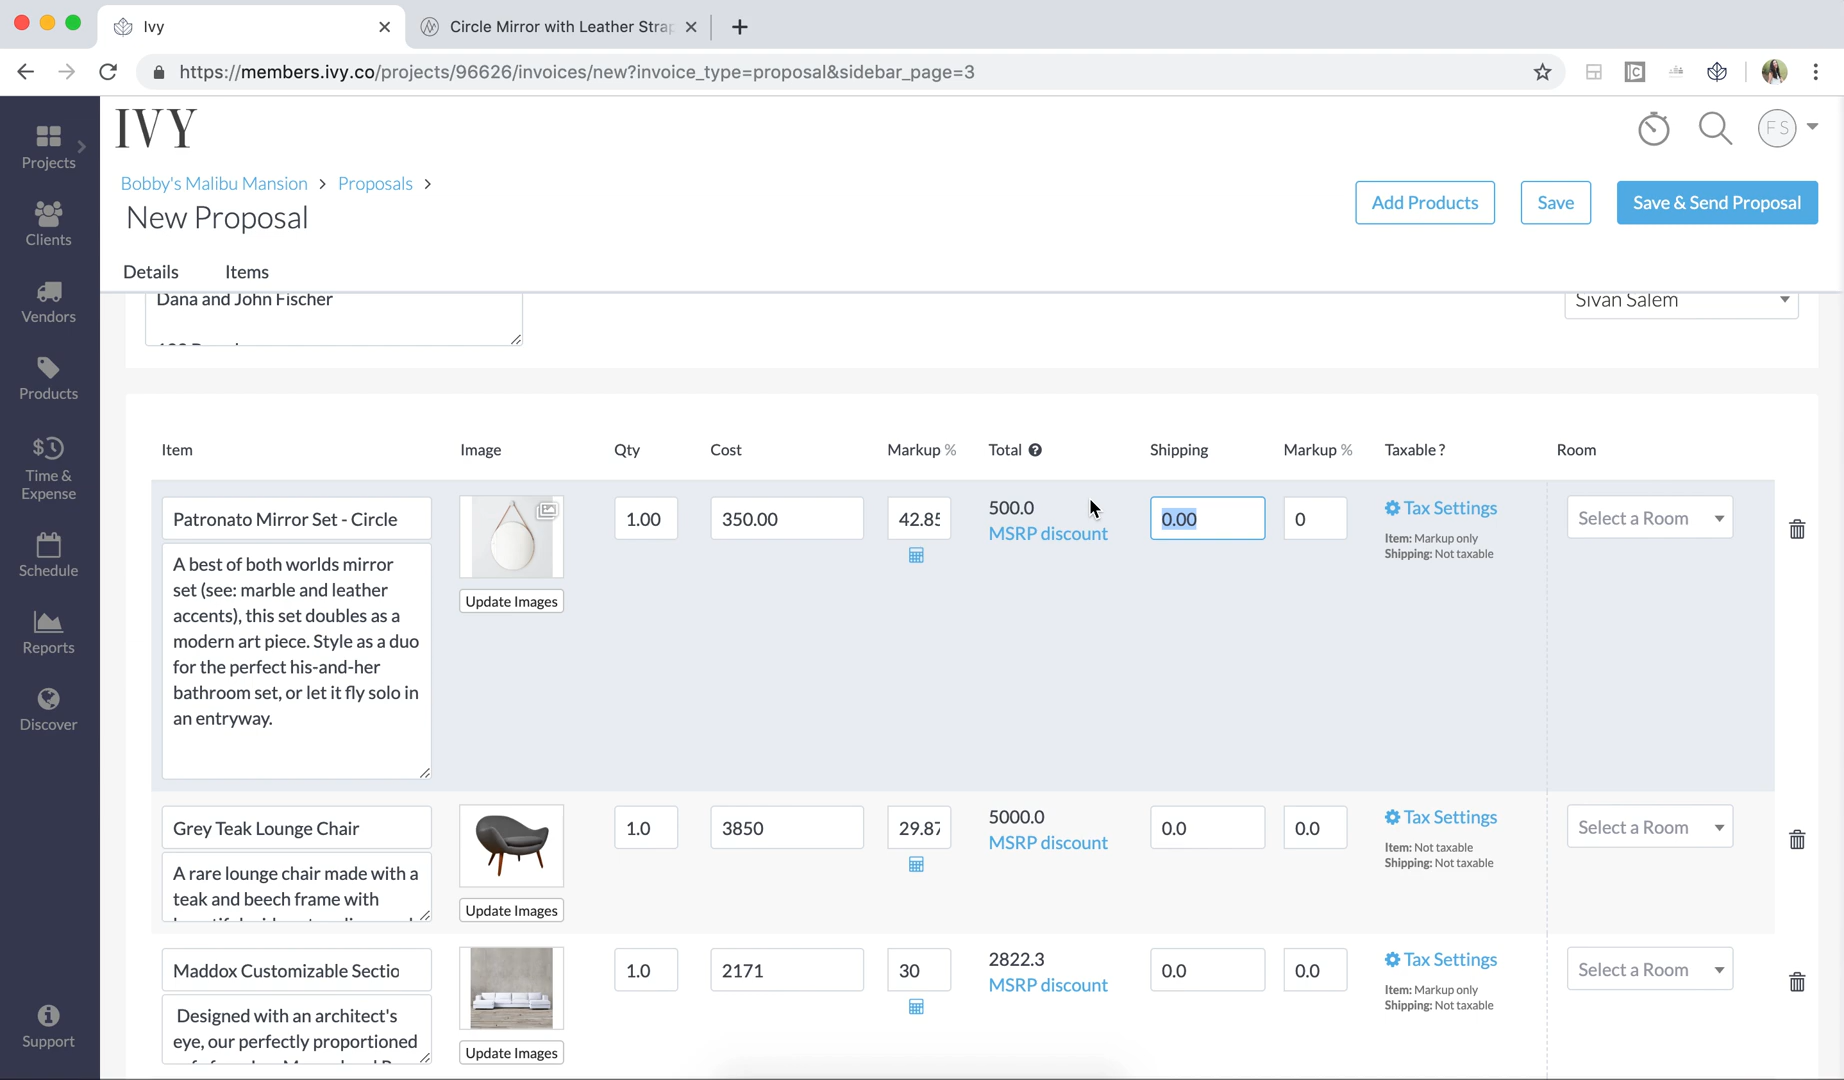 Ivy
Circle Mirror with Leather Strap
https://members.ivy.co/projects/96626/invoices/new?invoice_type=proposal&sidebar_page=3
IVY
F S
Projects
Clients
Vendors
Products
Time &
Expense
Schedule
Reports
Discover
Support
Bobby's Malibu Mansion > Proposals >
New Proposal
Add Products
Save
Save & Send Proposal
Details
Items
Dana and John Fischer
Sivan Salem
Item
Image
Qty
Cost
Markup %
Total ?
Shipping
Markup %
Taxable?
Room
Patronato Mirror Set - Circle
A best of both worlds mirror
set (see: marble and leather
accents), this set doubles as a
modern art piece. Style as a duo
for the perfect his-and-her
bathroom set, or let it fly solo in
an entryway.
Update Images
1.00
350.00
42.85
500.0
MSRP discount
0.00
0
Tax Settings
Item: Markup only
Shipping: Not taxable
Select a Room
Grey Teak Lounge Chair
A rare lounge chair made with a
teak and beech frame with
Update Images
1.0
3850
29.87
5000.0
MSRP discount
0.0
0.0
Tax Settings
Item: Not taxable
Shipping: Not taxable
Select a Room
Maddox Customizable Sectio
Designed with an architect's
eye, our perfectly proportioned
Update Images
1.0
2171
30
2822.3
MSRP discount
0.0
0.0
Tax Settings
Item: Markup only
Shipping: Not taxable
Select a Room